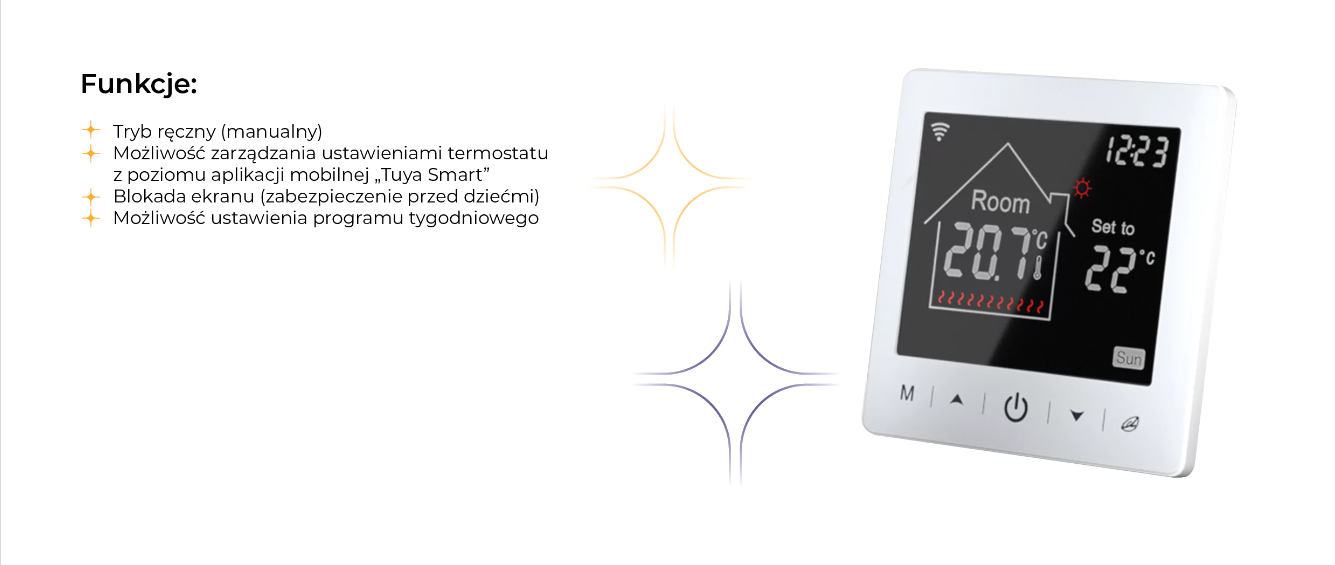 Funkcje:
Tryb ręczny (manualny)
Możliwość zarządzania ustawieniami termostatu
z poziomu aplikacji mobilnej „Tuya Smart”
Blokada ekranu (zabezpieczenie przed dziećmi)
Możliwość ustawienia programu tygodniowego
12:23
Room
20.7°C
Set to
22°C
Sun
M